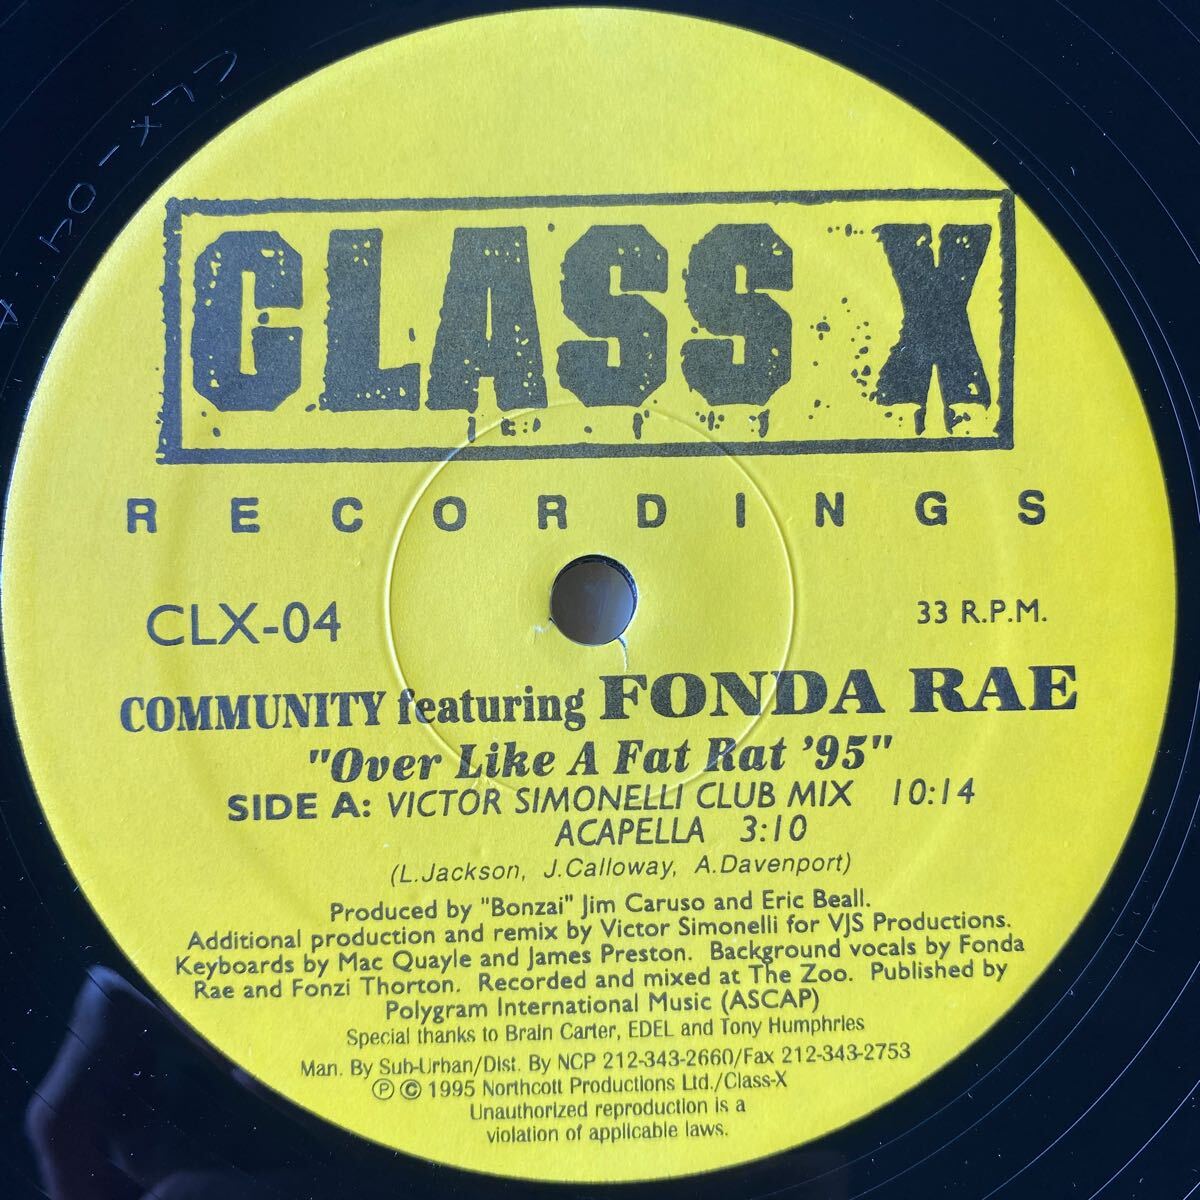 CLASS X
RECORDINGS
CLX-04
33 R.P.M.
COMMUNITY featuring FONDA RAE
"Over Like A Fat Rat '95"
SIDE A: VICTOR SIMONELLI CLUB MIX 10:14
ACAPELLA 3:10
(L.Jackson, J.Calloway, A.Davenport)
Produced by "Bonzai" Jim Caruso and Eric Beall.
Additional production and remix by Victor Simonelli for VJS Productions.
Keyboards by Mac Quayle and James Preston. Background vocals by Fonda
Rae and Fonzi Thorton. Recorded and mixed at The Zoo. Published by
Polygram International Music (ASCAP)
Special thanks to Brain Carter, EDEL and Tony Humphries
Man. By Sub-Urban/Dist. By NCP 212-343-2660/Fax 212-343-2753
Ⓟ © 1995 Northcott Productions Ltd./Class-X
Unauthorized reproduction is a
violation of applicable laws.